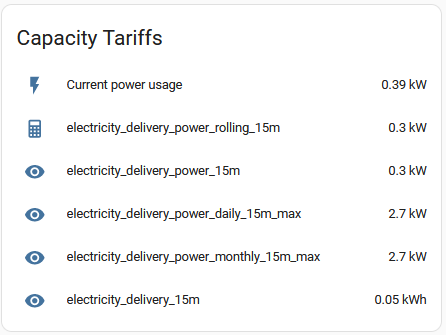 Capacity Tariffs
Current power usage 0.39 kW
electricity_delivery_power_rolling_15m 0.3 kW
electricity_delivery_power_15m 0.3 kW
electricity_delivery_power_daily_15m_max 2.7 kW
electricity_delivery_power_monthly_15m_max 2.7 kW
electricity_delivery_15m 0.05 kWh